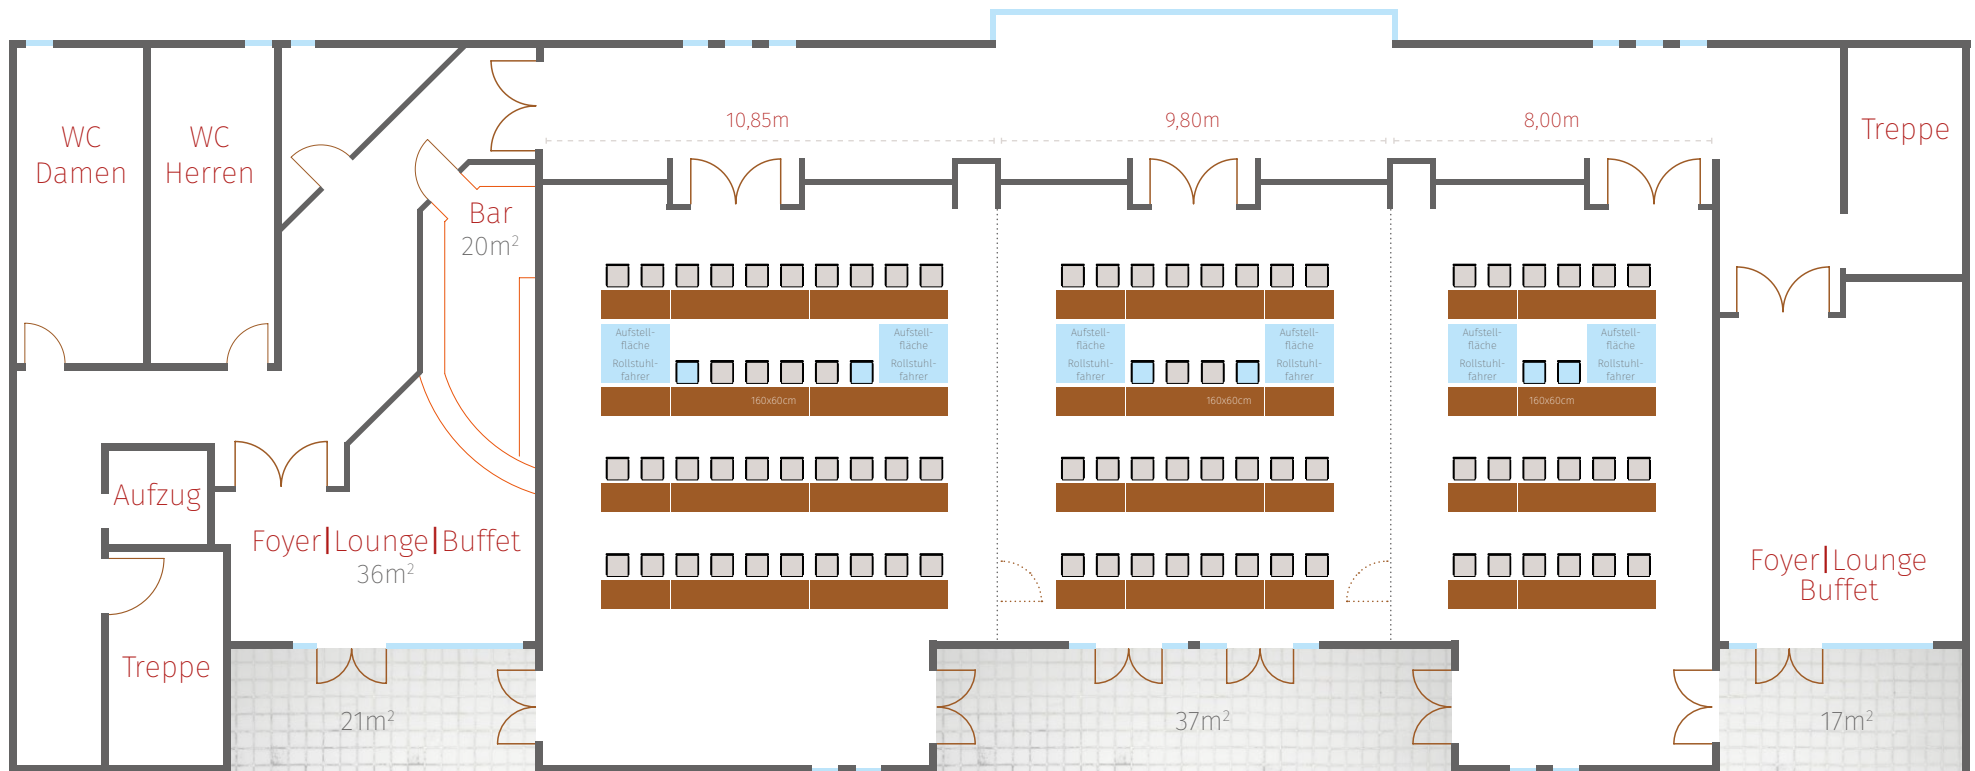 10,85m
9,80m
8,00m
WC
Damen
WC
Herren
Treppe
Bar
20m²
Aufstell-
fläche
Rollstuhl-
fahrer
Aufstell-
fläche
Rollstuhl-
fahrer
Aufstell-
fläche
Rollstuhl-
fahrer
Aufstell-
fläche
Rollstuhl-
fahrer
Aufstell-
fläche
Rollstuhl-
fahrer
Aufstell-
fläche
Rollstuhl-
fahrer
160x60cm
160x60cm
160x60cm
Aufzug
Foyer|Lounge|Buffet
36m²
Foyer|Lounge
Buffet
Treppe
21m²
37m²
17m²